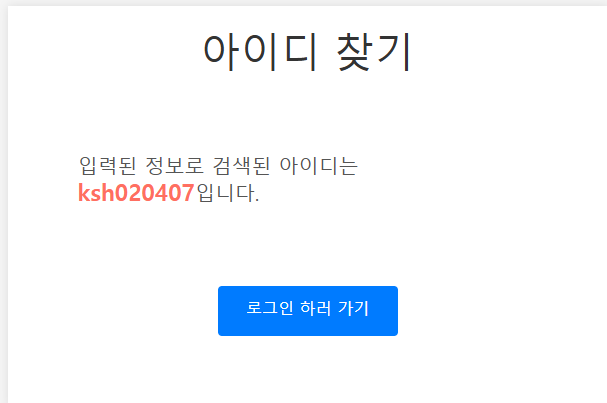 아이디 찾기
입력된 정보로 검색된 아이디는
ksh020407입니다.
로그인 하러 가기